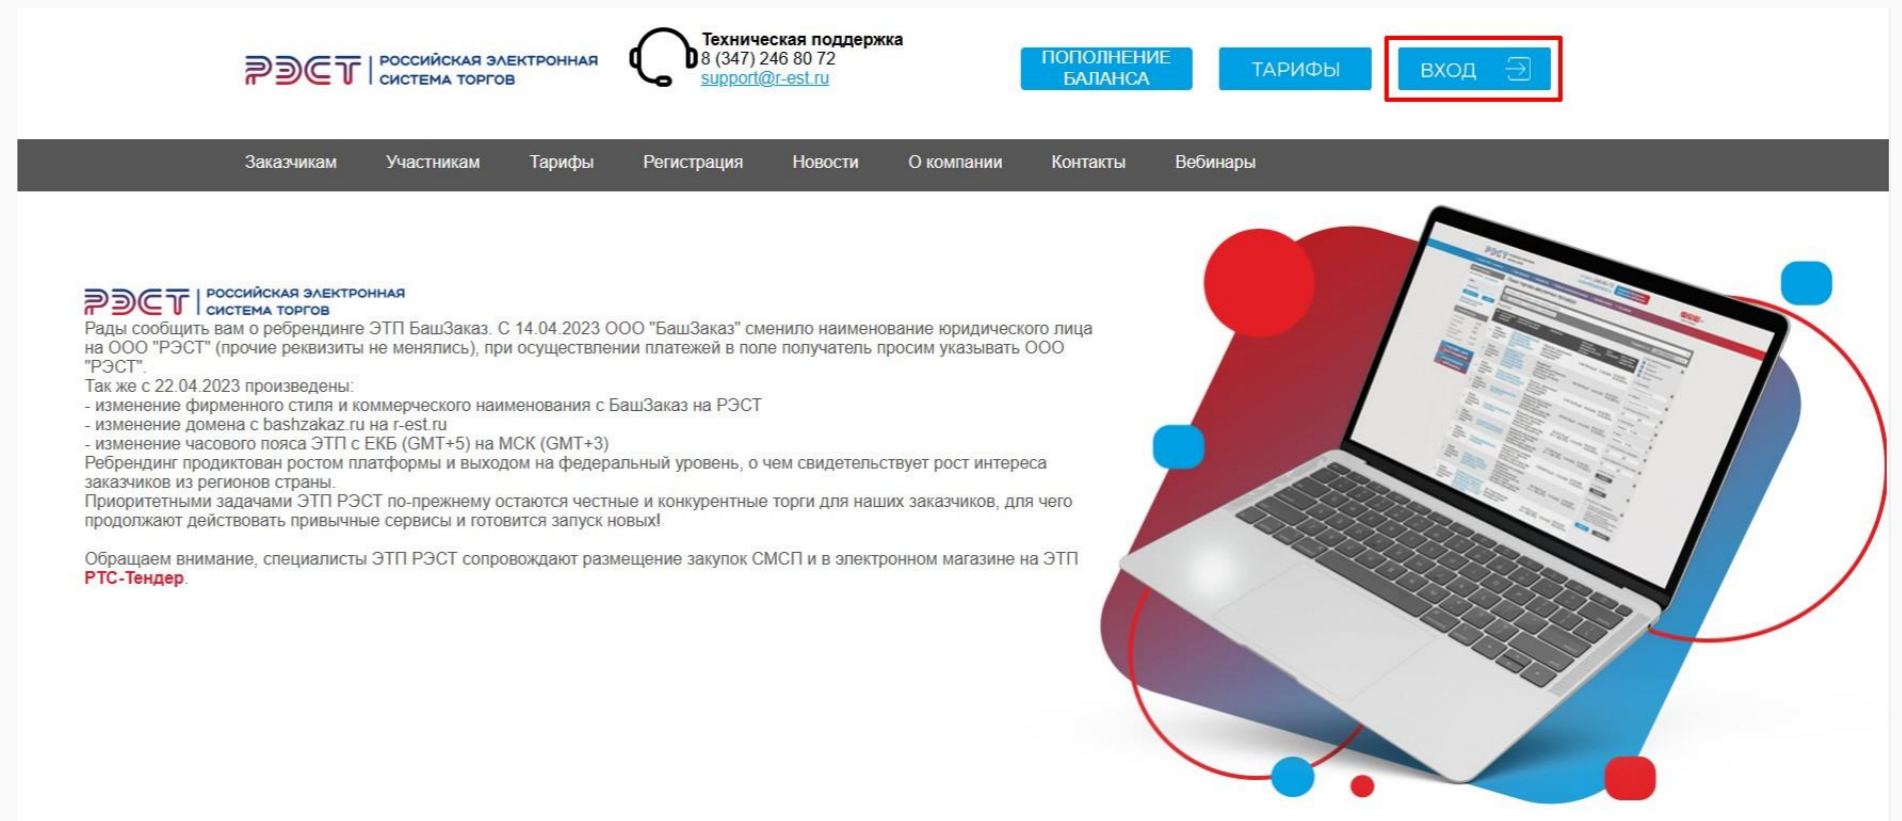 РЭСТ
РОССИЙСКАЯ ЭЛЕКТРОННАЯ
СИСТЕМА ТОРГОВ
Техническая поддержка
8 (347) 246 80 72
support@r-est.ru
ПОПОЛНЕНИЕ
БАЛАНСА
ТАРИФЫ
ВХОД
Заказчикам Участникам Тарифы Регистрация Новости О компании Контакты Вебинары
РЭСТ
РОССИЙСКАЯ ЭЛЕКТРОННАЯ
СИСТЕМА ТОРГОВ
Рады сообщить вам о ребрендинге ЭТП БашЗаказ. С 14.04.2023 ООО "БашЗаказ" сменило наименование юридического лица
на ООО "РЭСТ" (прочие реквизиты не менялись), при осуществлении платежей в поле получатель просим указывать ООО
"РЭСТ".
Так же с 22.04.2023 произведены:
- изменение фирменного стиля и коммерческого наименования с БашЗаказ на РЭСТ
- изменение домена с bashzakaz.ru на r-est.ru
- изменение часового пояса ЭТП с ЕКБ (GMT+5) на МСК (GMT+3)
Ребрендинг продиктован ростом платформы и выходом на федеральный уровень, о чем свидетельствует рост интереса
заказчиков из регионов страны.
Приоритетными задачами ЭТП РЭСТ по-прежнему остаются честные и конкурентные торги для наших заказчиков, для чего
продолжают действовать привычные сервисы и готовится запуск новых!
Обращаем внимание, специалисты ЭТП РЭСТ сопровождают размещение закупок СМСП и в электронном магазине на ЭТП
РТС-Тендер.
РЭСТ